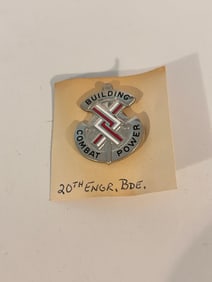 BUILDING
COMBAT POWER
20TH ENGR. BDE.